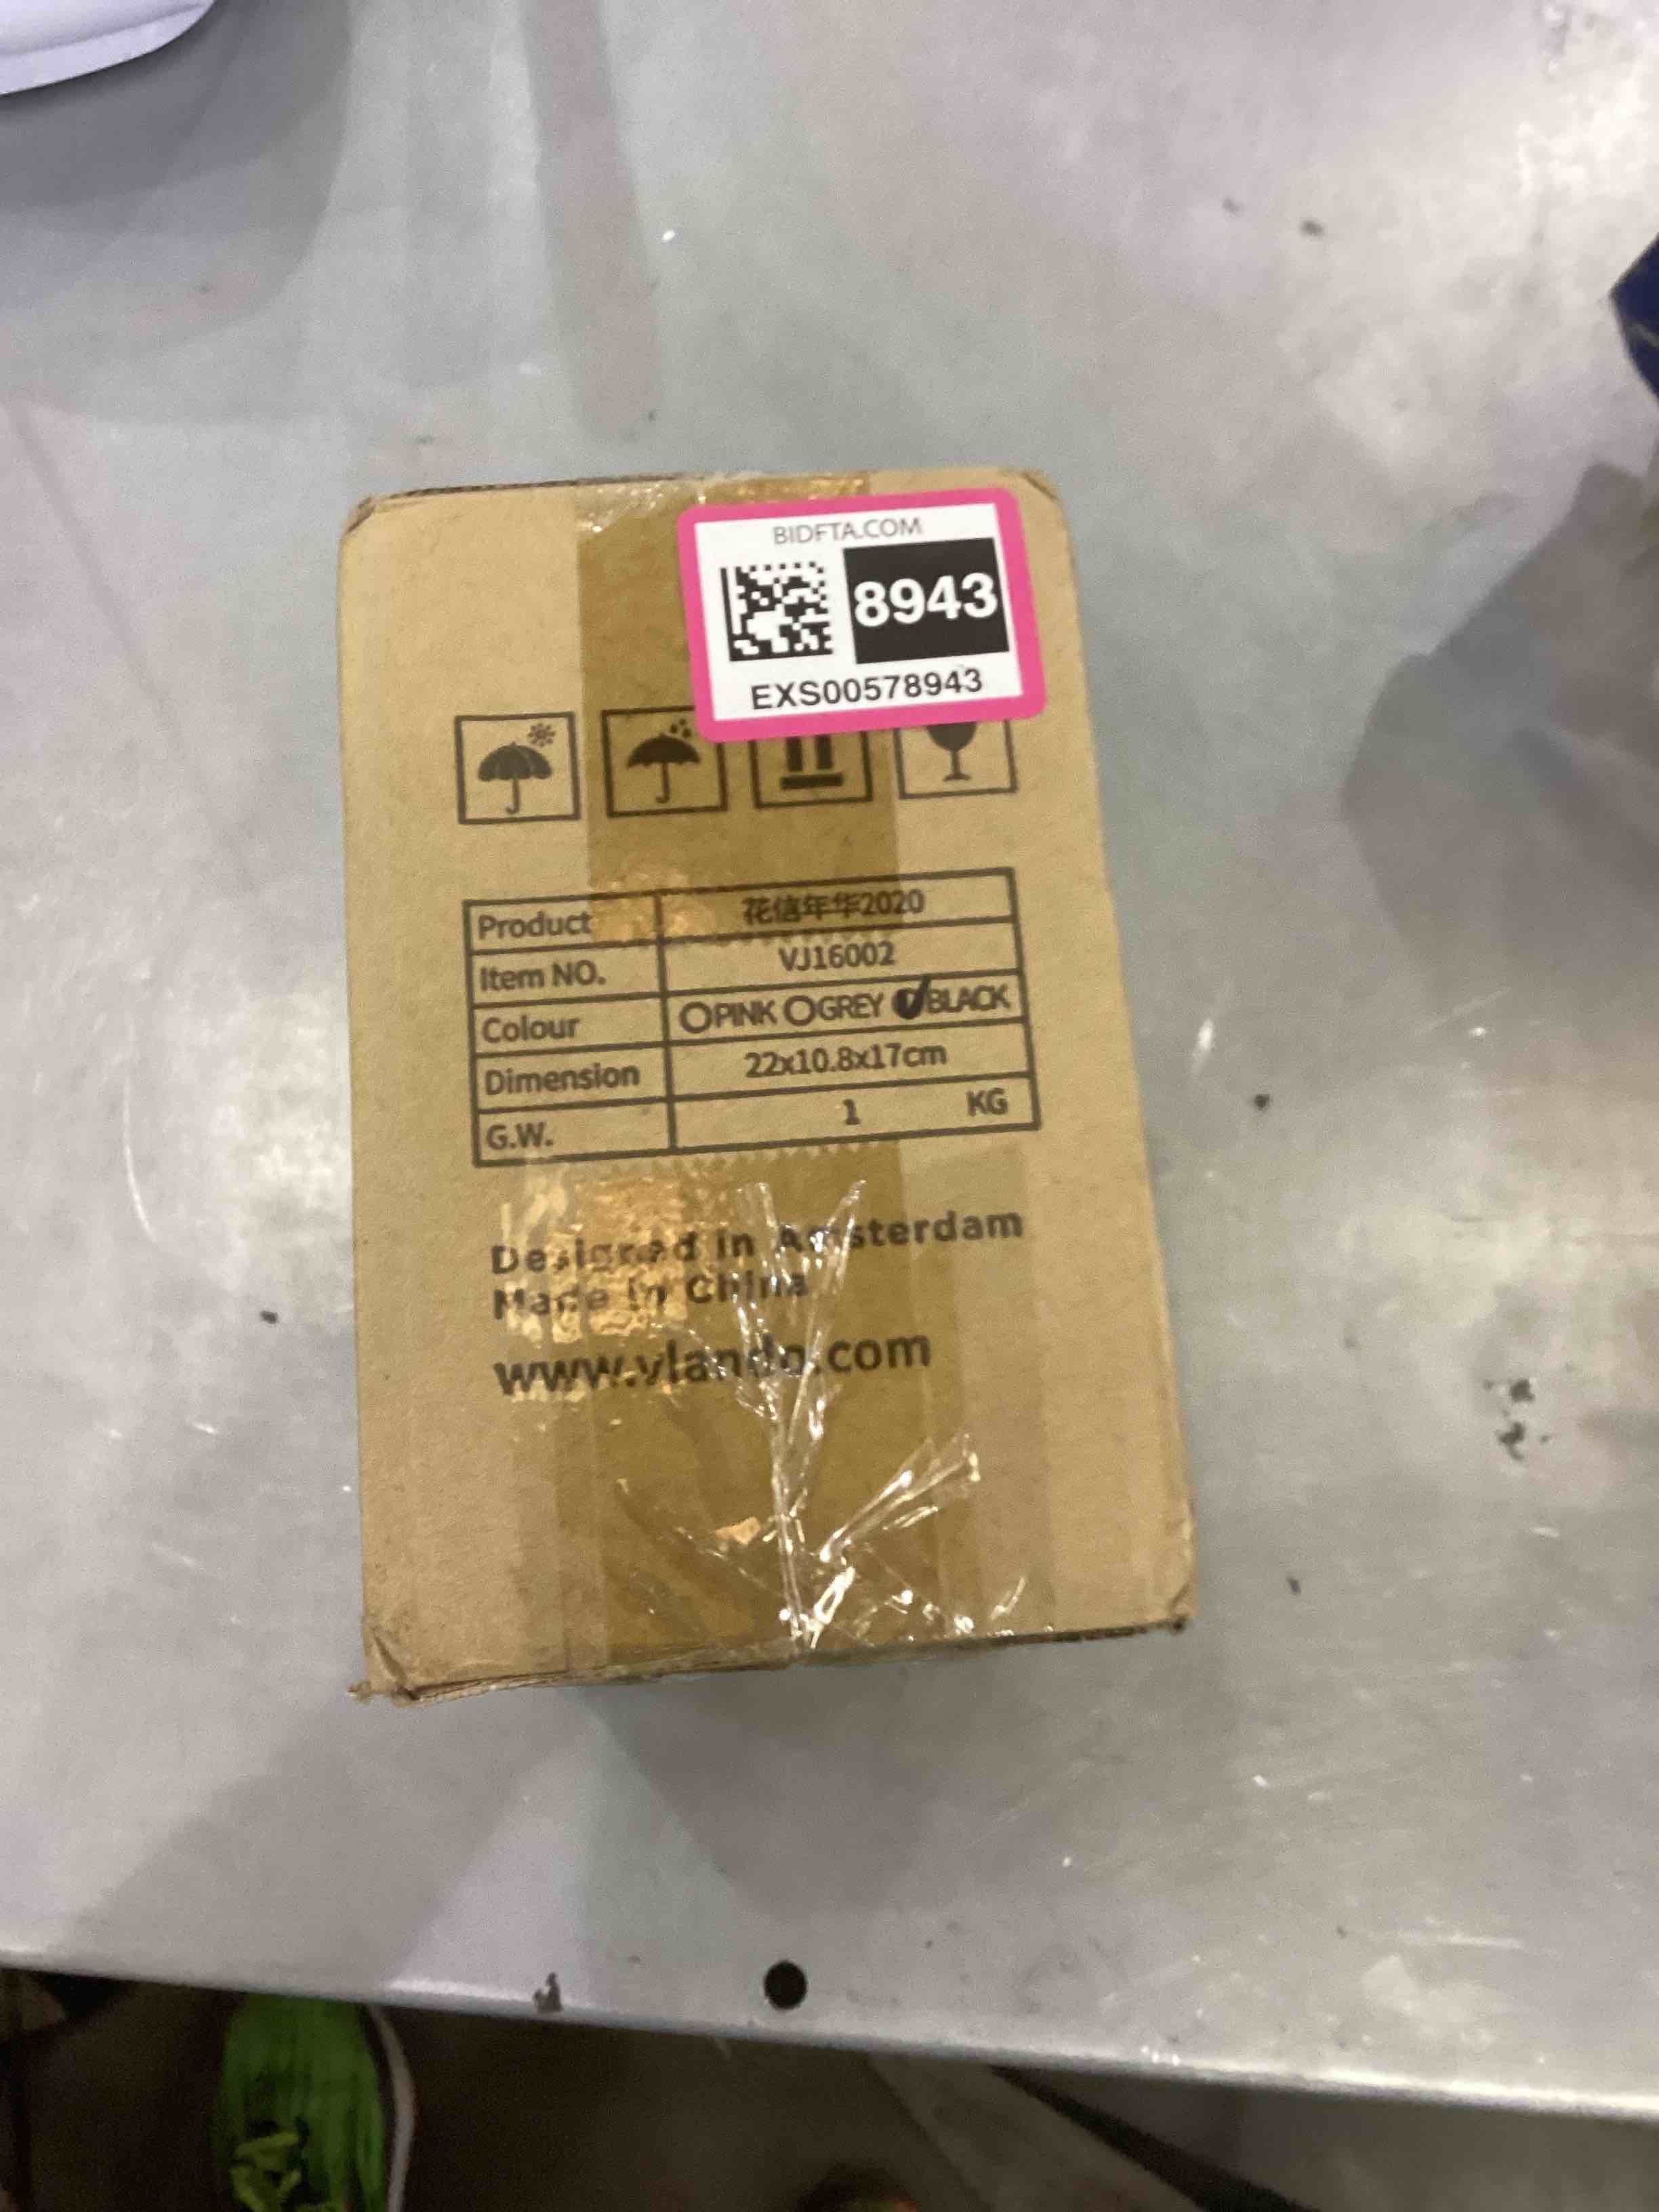 BIDFTA.COM
8943
EXS00578943
Product 花信年华2020
Item NO. VJ16002
Colour PINK GREY BLACK
Dimension 22x10.8x17cm
G.W. 1 KG
Designed in Amsterdam
Made in China
www.vlando.com